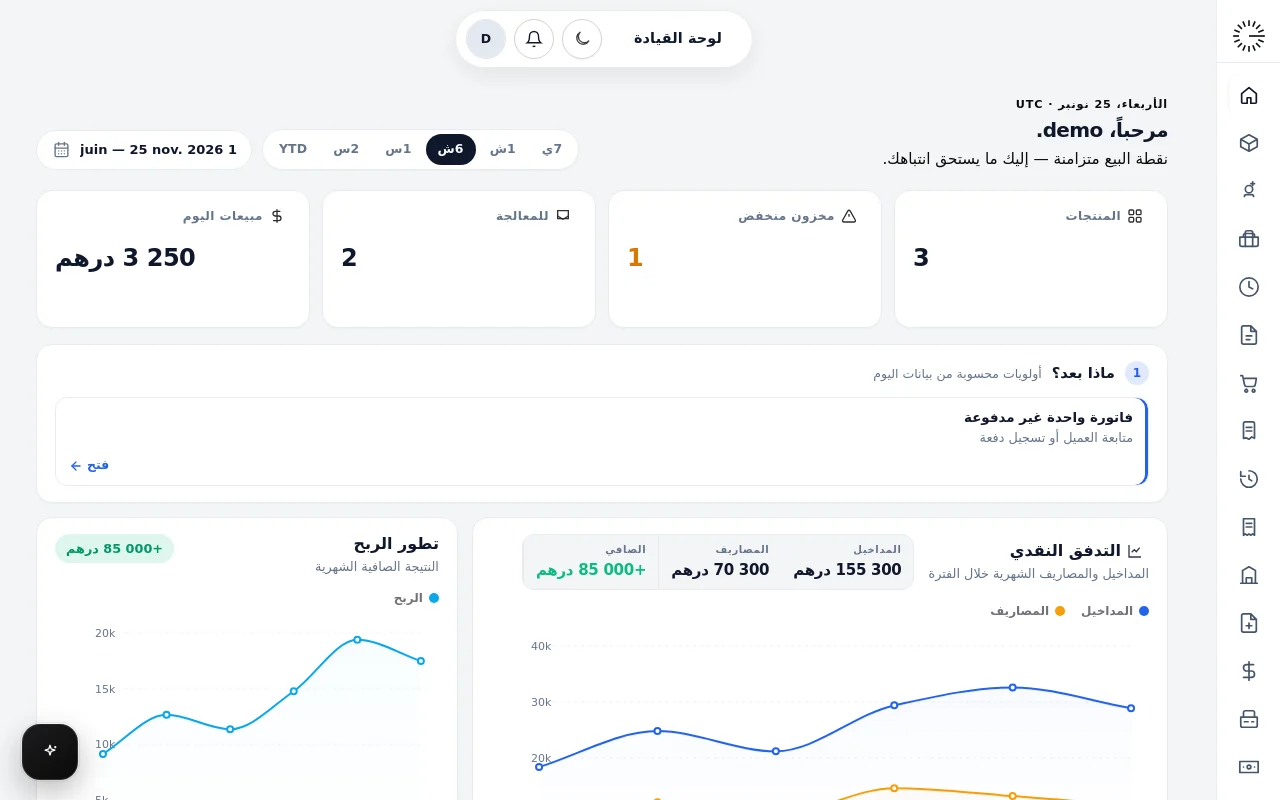 لوحة القيادة
D
الأربعاء، 25 نونبر · UTC
مرحباً، demo.
نقطة البيع متزامنة — إليك ما يستحق انتباهك.
7ي
1ش
6ش
1س
2س
YTD
1 juin — 25 nov. 2026
المنتجات
3
مخزون منخفض
1
للمعالجة
2
مبيعات اليوم
3 250 درهم
1
ماذا بعد؟
أولويات محسوبة من بيانات اليوم
فاتورة واحدة غير مدفوعة
متابعة العميل أو تسجيل دفعة
فتح
التدفق النقدي
المداخيل والمصاريف الشهرية خلال الفترة
المداخيل
155 300 درهم
المصاريف
70 300 درهم
الصافي
+85 000 درهم
المداخيل
المصاريف
40k
30k
20k
تطور الربح
النتيجة الصافية الشهرية
+85 000 درهم
الربح
20k
15k
10k
5k